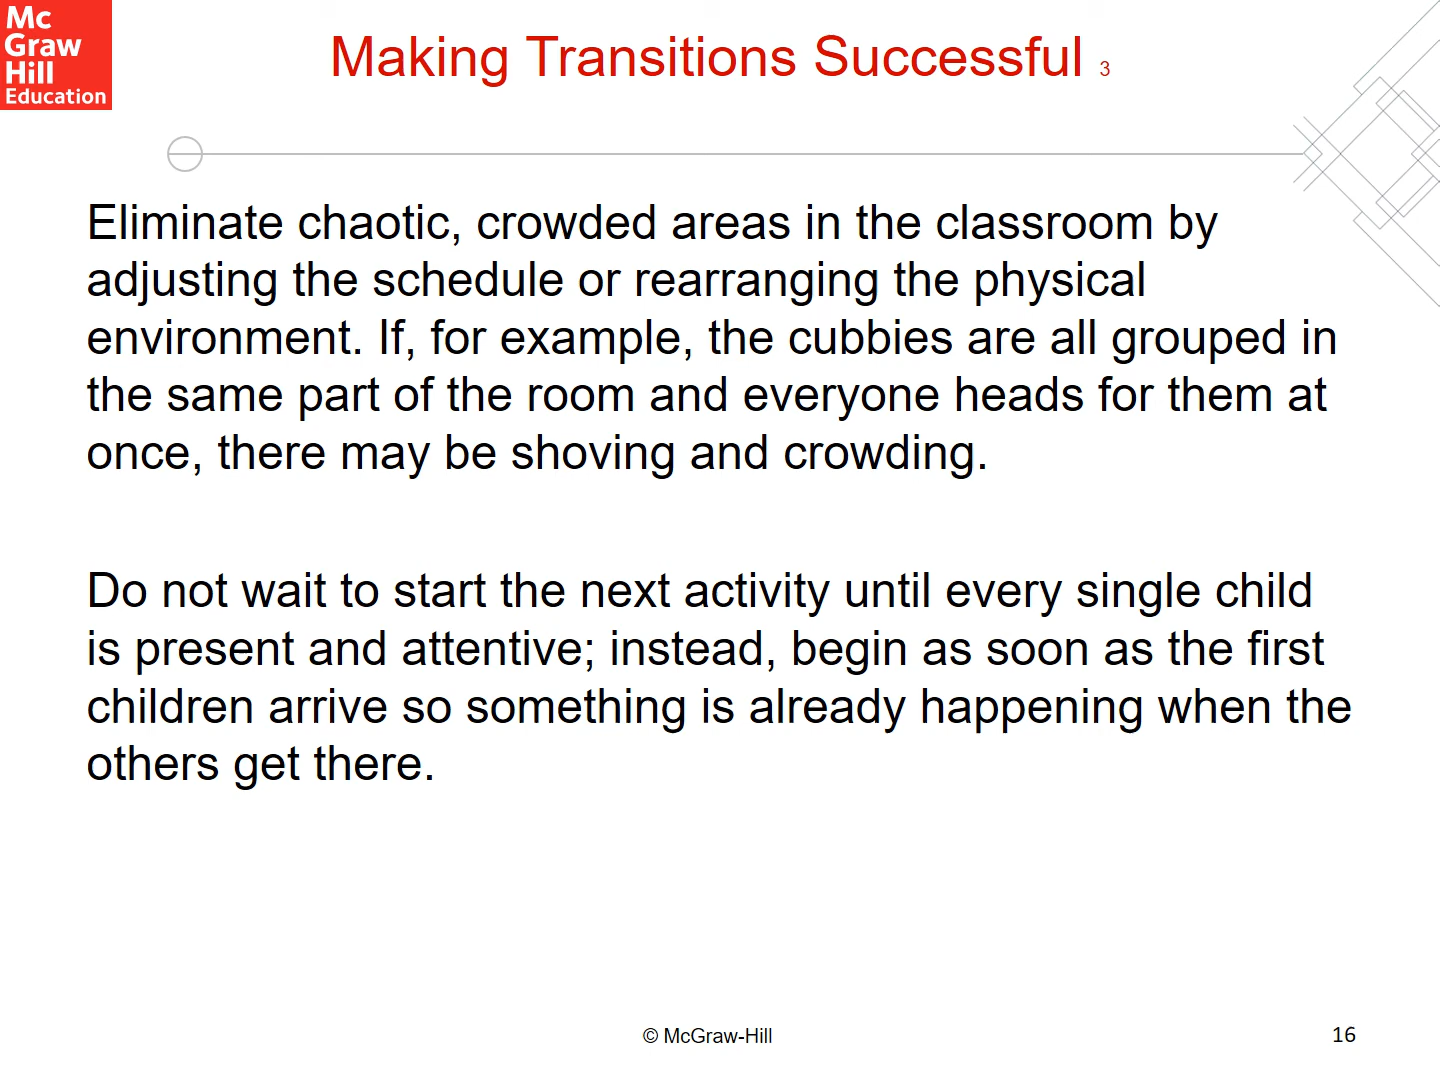 Mc
Graw
Hill
Education
Making Transitions Successful 3
Eliminate chaotic, crowded areas in the classroom by
adjusting the schedule or rearranging the physical
environment. If, for example, the cubbies are all grouped in
the same part of the room and everyone heads for them at
once, there may be shoving and crowding.
Do not wait to start the next activity until every single child
is present and attentive; instead, begin as soon as the first
children arrive so something is already happening when the
others get there.
© McGraw-Hill
16